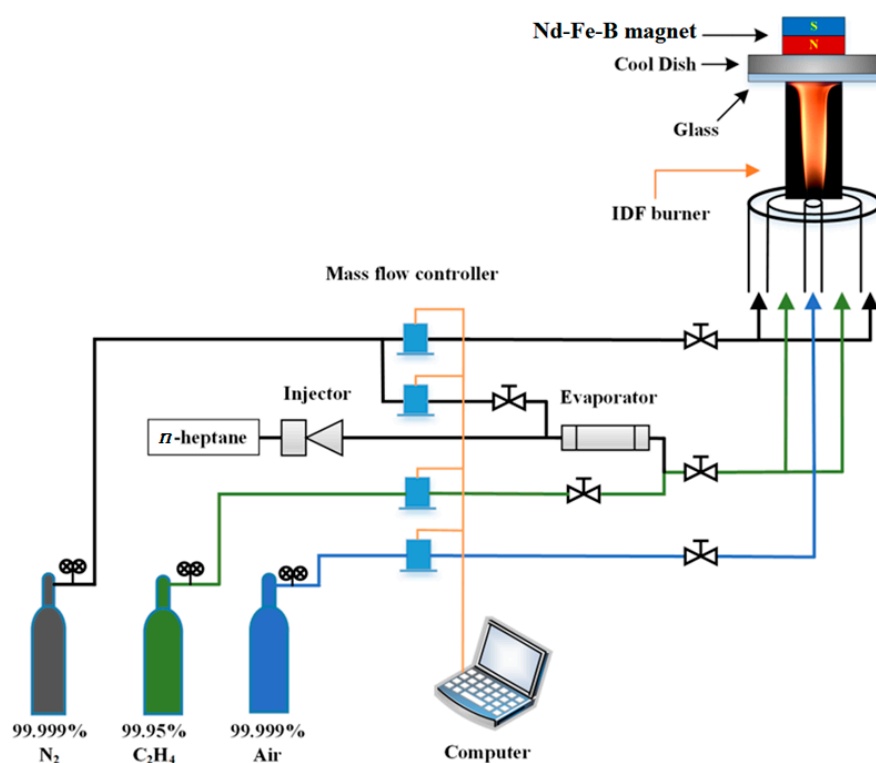 Nd-Fe-B magnet
S
N
Cool Dish
Glass
IDF burner
Mass flow controller
Injector
Evaporator
n-heptane
99.999%
N₂
99.95%
C₂H₄
99.999%
Air
Computer